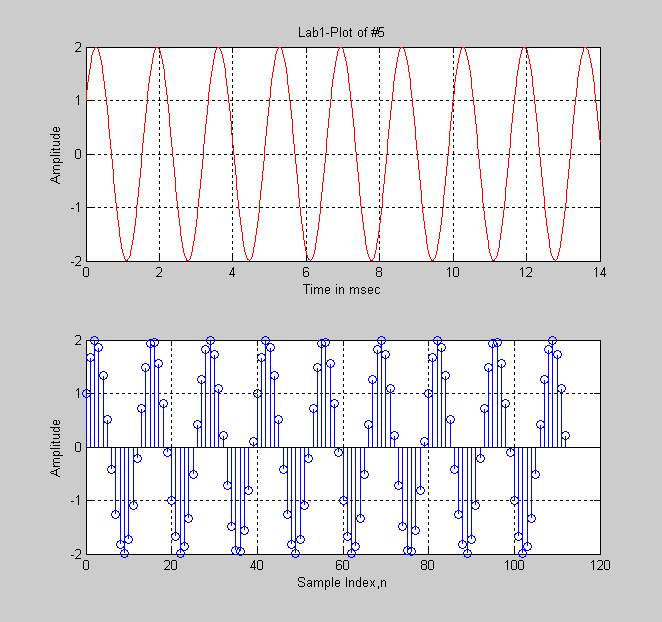 Lab1-Plot of #5
2
1
0
-1
-2
Amplitude
0 2 4 6 8 10 12 14
Time in msec
2
1
0
-1
-2
Amplitude
0 20 40 60 80 100 120
Sample Index,n